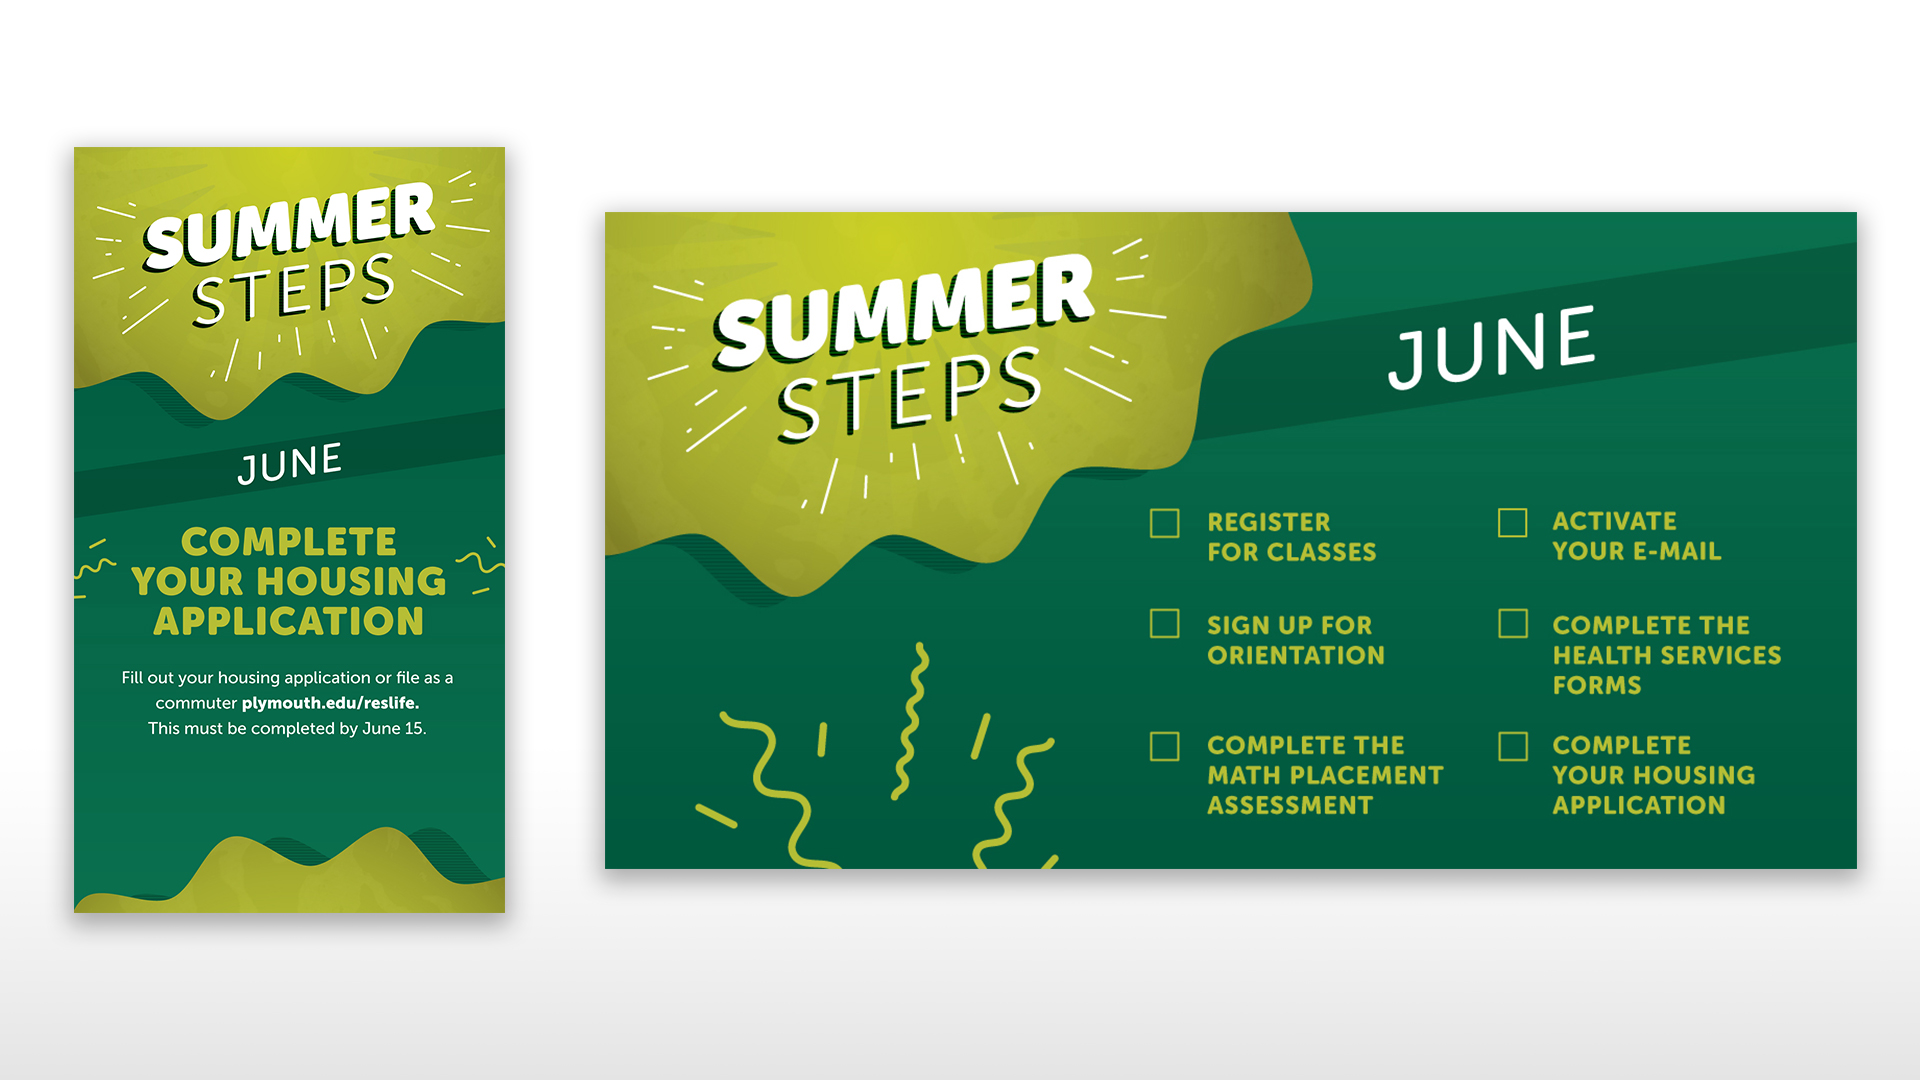 SUMMER
STEPS
JUNE
COMPLETE
YOUR HOUSING
APPLICATION
Fill out your housing application or file as a
commuter plymouth.edu/reslife.
This must be completed by June 15.
SUMMER
STEPS
JUNE
REGISTER
FOR CLASSES
SIGN UP FOR
ORIENTATION
COMPLETE THE
MATH PLACEMENT
ASSESSMENT
ACTIVATE
YOUR E-MAIL
COMPLETE THE
HEALTH SERVICES
FORMS
COMPLETE
YOUR HOUSING
APPLICATION